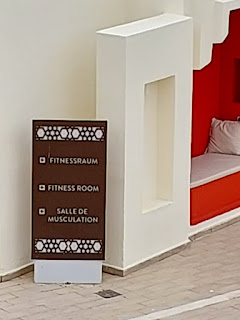 FITNESSRAUM
FITNESS ROOM
SALLE DE
MUSCULATION